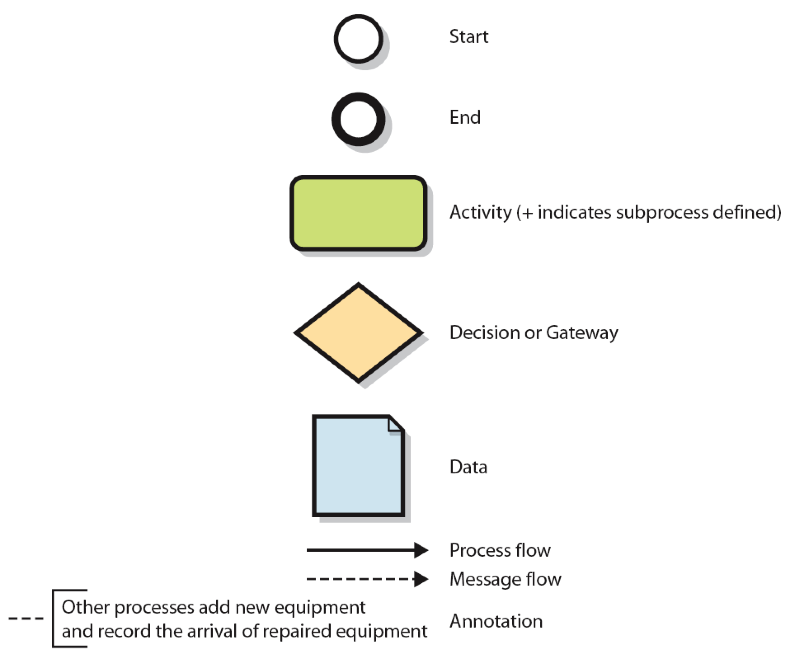 Start
End
Activity (+ indicates subprocess defined)
Decision or Gateway
Data
Process flow
Message flow
Other processes add new equipment
and record the arrival of repaired equipment
Annotation